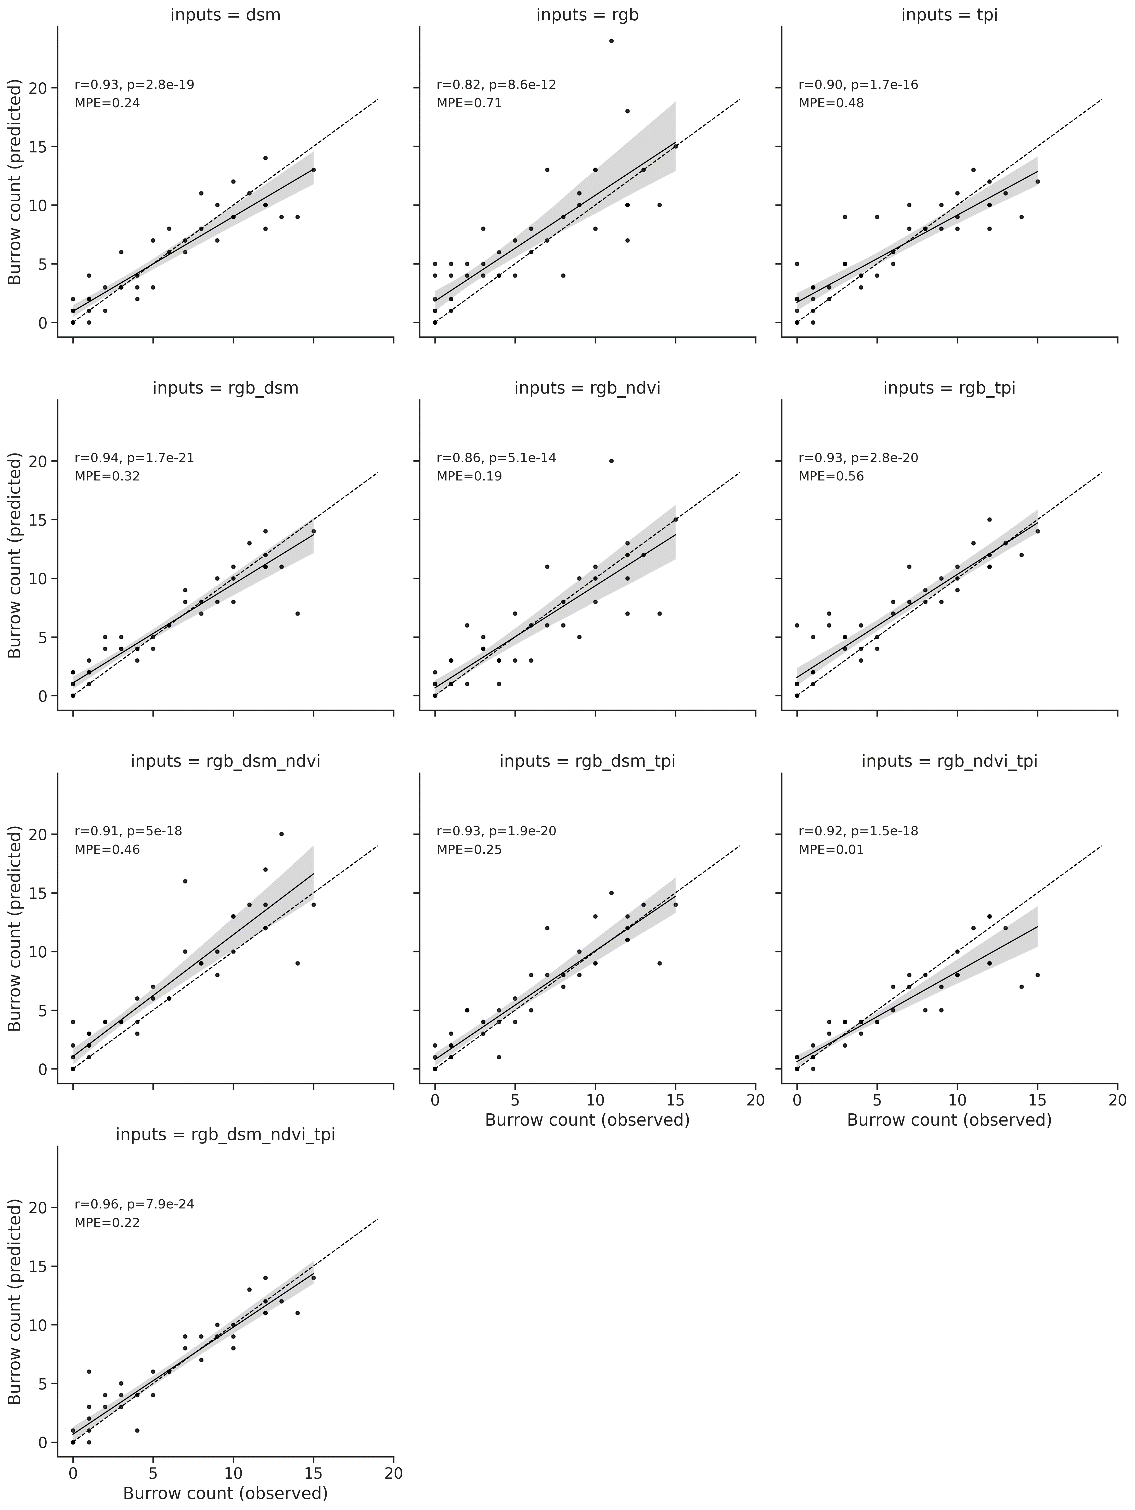 inputs = dsm
inputs = rgb
inputs = tpi
r=0.93, p=2.8e-19
MPE=0.24
r=0.82, p=8.6e-12
MPE=0.71
r=0.90, p=1.7e-16
MPE=0.48
Burrow count (predicted)
20
15
10
5
0
inputs = rgb_dsm
inputs = rgb_ndvi
inputs = rgb_tpi
r=0.94, p=1.7e-21
MPE=0.32
r=0.86, p=5.1e-14
MPE=0.19
r=0.93, p=2.8e-20
MPE=0.56
Burrow count (predicted)
20
15
10
5
0
inputs = rgb_dsm_ndvi
inputs = rgb_dsm_tpi
inputs = rgb_ndvi_tpi
r=0.91, p=5e-18
MPE=0.46
r=0.93, p=1.9e-20
MPE=0.25
r=0.92, p=1.5e-18
MPE=0.01
Burrow count (predicted)
20
15
10
5
0
0 5 10 15 20
Burrow count (observed)
0 5 10 15 20
Burrow count (observed)
inputs = rgb_dsm_ndvi_tpi
r=0.96, p=7.9e-24
MPE=0.22
Burrow count (predicted)
20
15
10
5
0
0 5 10 15 20
Burrow count (observed)